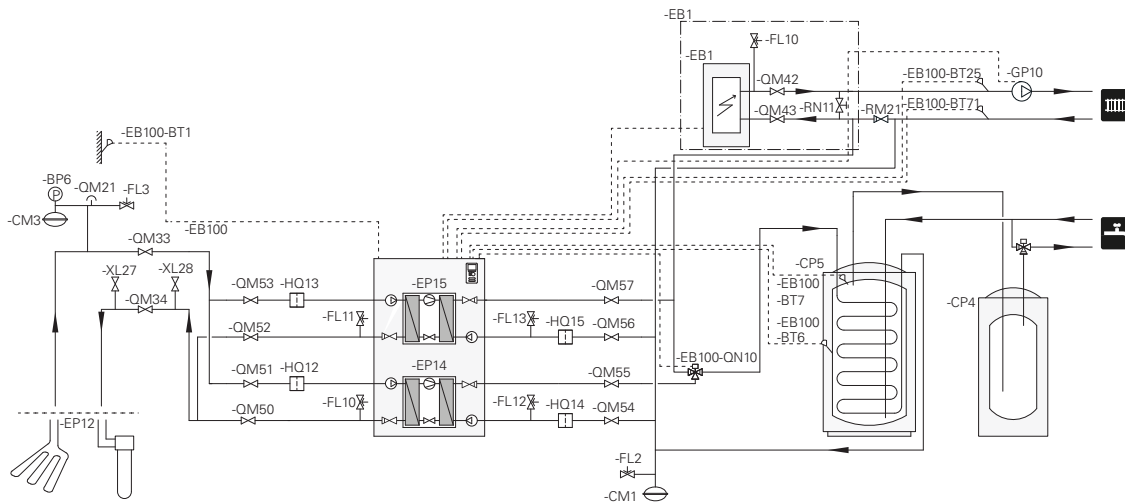 -EB1
-FL10
-EB1
-QM42
-EB100-BT25
-GP10
-QM43
-RN11
-RM21
-EB100-BT71
-EB100-BT1
-BP6
P
-QM21
-FL3
-CM3
-EB100
-QM33
-XL27
-XL28
-QM34
-QM53
-HQ13
-EP15
-QM57
-CP5
-EB100
-BT7
-FL11
-FL13
-HQ15
-QM56
-QM52
-EB100
-BT6
-CP4
-QM51
-HQ12
-EP14
-QM55
-EB100-QN10
-QM50
-FL10
-FL12
-HQ14
-QM54
-EP12
-FL2
-CM1